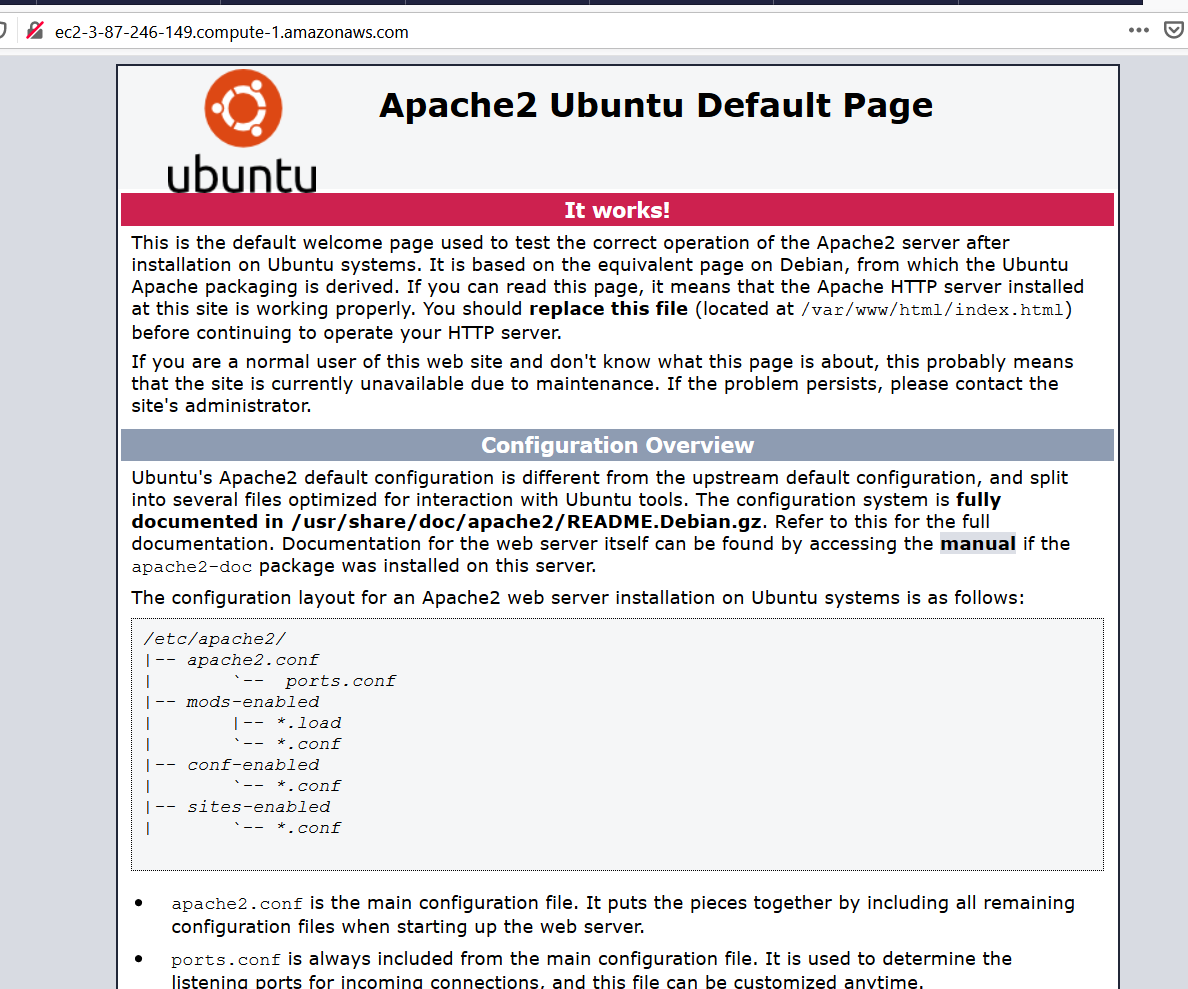 ec2-3-87-246-149.compute-1.amazonaws.com
ubuntu
Apache2 Ubuntu Default Page
It works!
This is the default welcome page used to test the correct operation of the Apache2 server after
installation on Ubuntu systems. It is based on the equivalent page on Debian, from which the Ubuntu
Apache packaging is derived. If you can read this page, it means that the Apache HTTP server installed
at this site is working properly. You should replace this file (located at /var/www/html/index.html)
before continuing to operate your HTTP server.
If you are a normal user of this web site and don't know what this page is about, this probably means
that the site is currently unavailable due to maintenance. If the problem persists, please contact the
site's administrator.
Configuration Overview
Ubuntu's Apache2 default configuration is different from the upstream default configuration, and split
into several files optimized for interaction with Ubuntu tools. The configuration system is fully
documented in /usr/share/doc/apache2/README.Debian.gz. Refer to this for the full
documentation. Documentation for the web server itself can be found by accessing the manual if the
apache2-doc package was installed on this server.
The configuration layout for an Apache2 web server installation on Ubuntu systems is as follows:
/etc/apache2/
|-- apache2.conf
|       `--  ports.conf
|-- mods-enabled
|       |-- *.load
|       `-- *.conf
|-- conf-enabled
|       `-- *.conf
|-- sites-enabled
|       `-- *.conf
• apache2.conf is the main configuration file. It puts the pieces together by including all remaining
configuration files when starting up the web server.
• ports.conf is always included from the main configuration file. It is used to determine the
listening ports for incoming connections, and this file can be customized anytime.